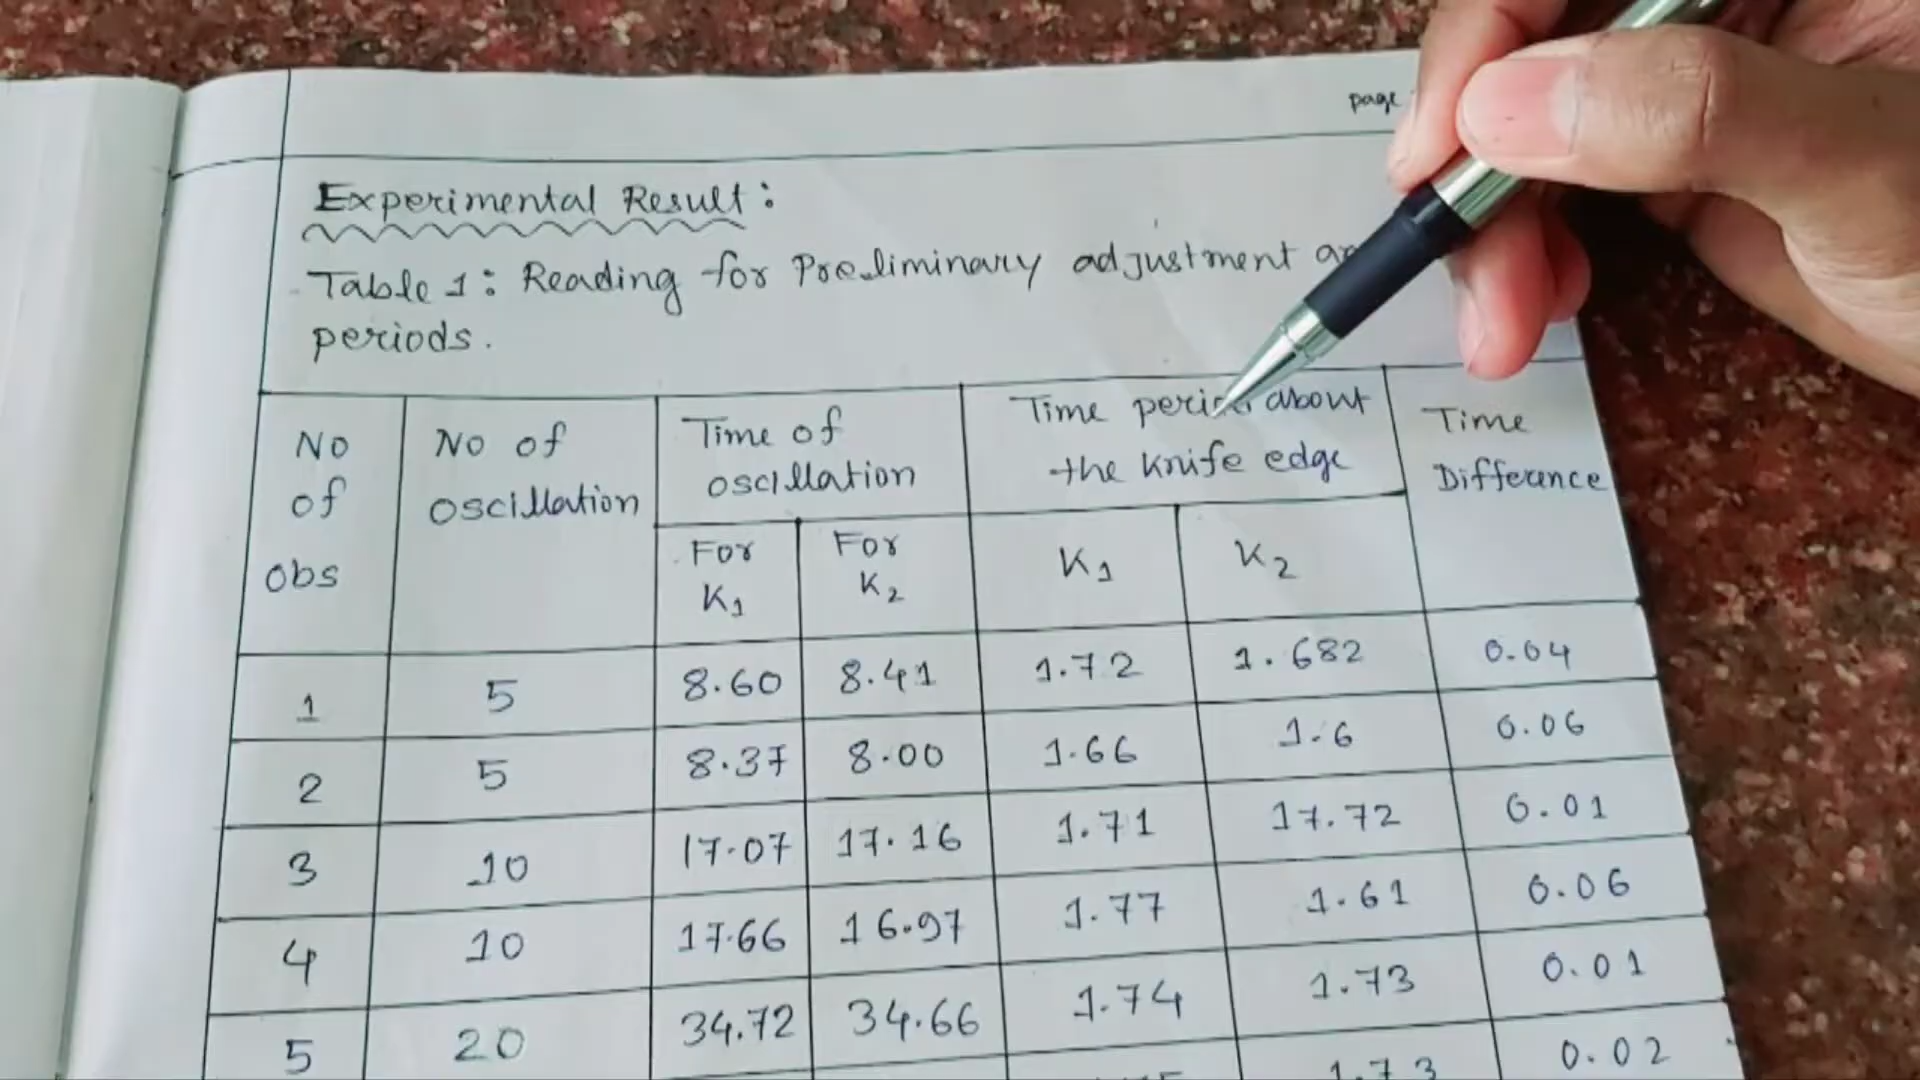 page
Experimental Result:
Table 1: Reading for Preliminary adjustment
periods.
No of Obs
No of oscillation
Time of oscillation
Time period about the knife edge
Time Difference
For K1
For K2
K1
K2
1 5 8.60 8.41 1.72 1.682 0.04
2 5 8.37 8.00 1.66 1.6 0.06
3 10 17.07 17.16 1.71 17.72 0.01
4 10 17.66 16.97 1.77 1.61 0.06
5 20 34.72 34.66 1.74 1.73 0.01
1.73 0.02